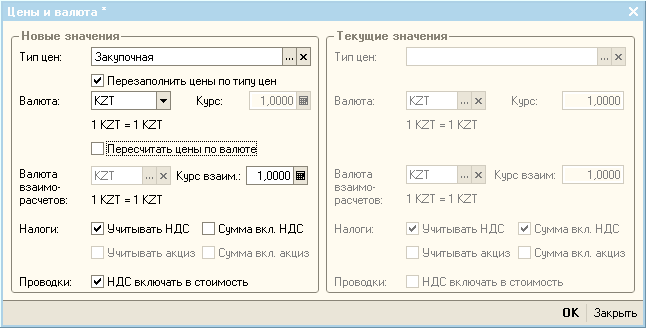 Цены и валюта *
Новые значения
Тип цен: Закупочная ...
Перезаполнить цены по типу цен
Валюта: KZT Курс: 1,0000
1 KZT = 1 KZT
Пересчитать цены по валюте
Валюта взаимо-расчетов: KZT ... Курс взаим.: 1,0000
1 KZT = 1 KZT
Налоги: Учитывать НДС Сумма вкл. НДС
Учитывать акциз Сумма вкл. акциз
Проводки: НДС включать в стоимость
Текущие значения
Тип цен: ...
Валюта: KZT ... Курс: 1,0000
1 KZT = 1 KZT
Валюта взаимо-расчетов: KZT ... Курс взаим: 1,0000
1 KZT = 1 KZT
Налоги: Учитывать НДС Сумма вкл. НДС
Учитывать акциз Сумма вкл. акциз
Проводки: НДС включать в стоимость
OK Закрыть